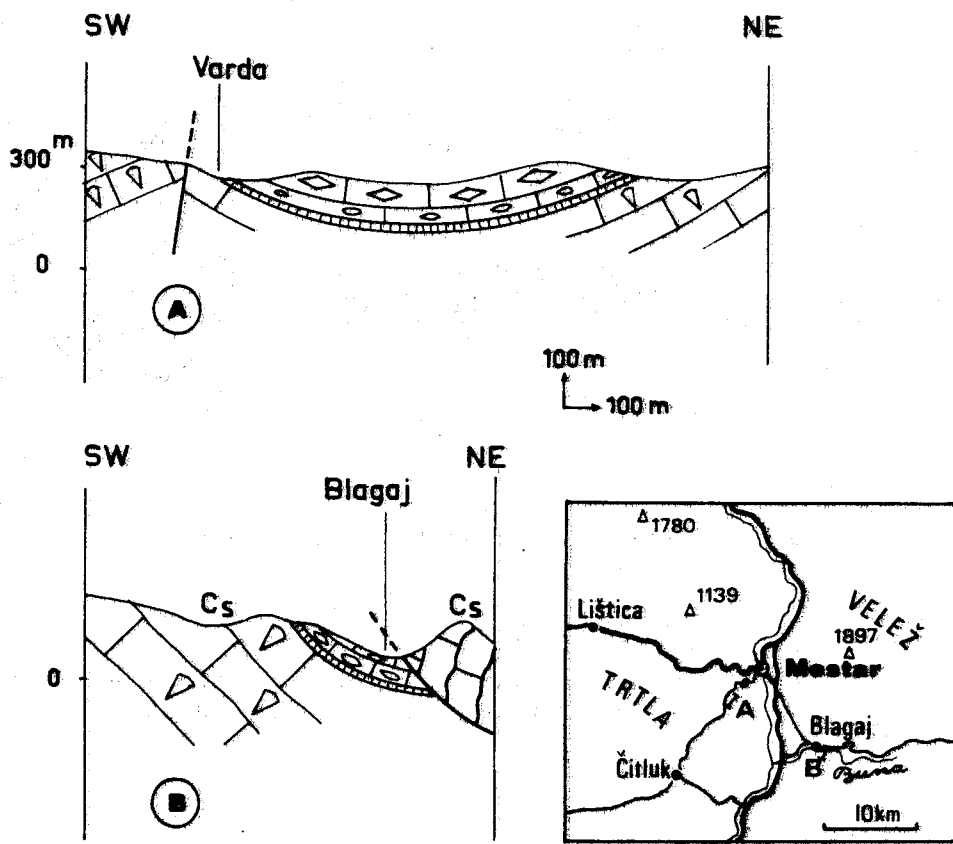 SW NE
Varda
300 m
0
A
100 m
100 m
SW NE
Blagaj
Cs Cs
0
B
1780
1139
Lištica
VELEŽ
1897
Mostar
TRTLA
A
Blagaj
Čitluk
B
Buna
10km